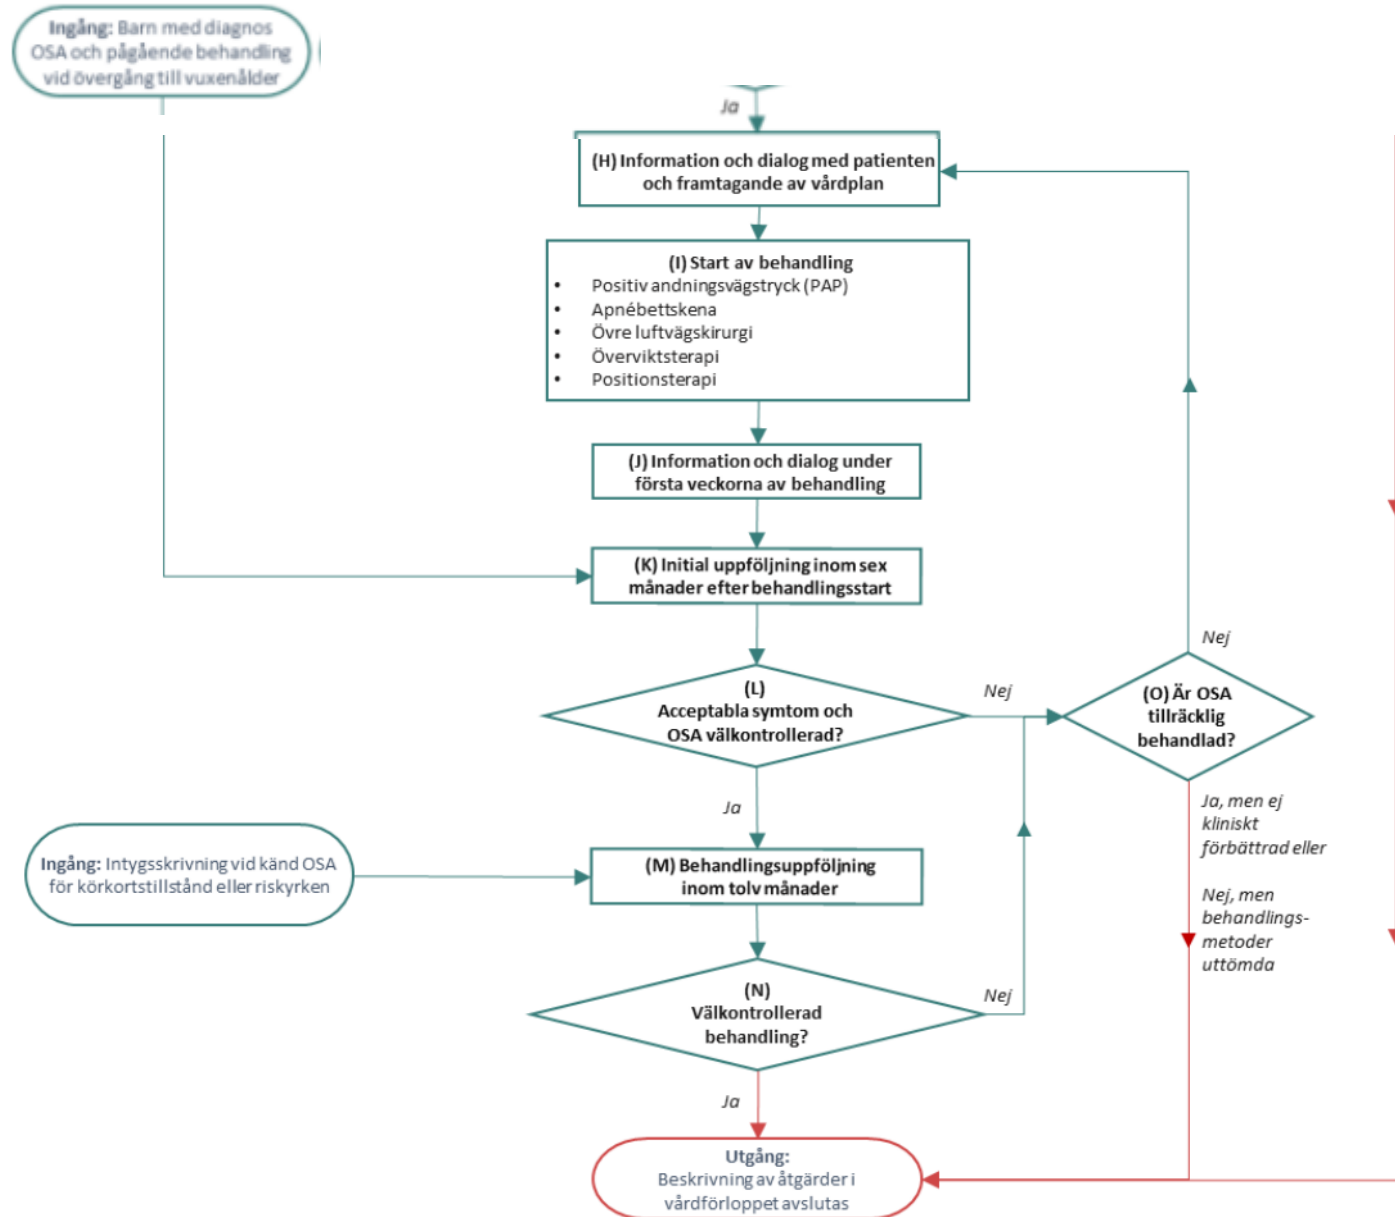 Ingång: Barn med diagnos
OSA och pågående behandling
vid övergång till vuxenålder
Ja
(H) Information och dialog med patienten
och framtagande av vårdplan
(I) Start av behandling
• Positiv andningsvägstryck (PAP)
• Apnébettskena
• Övre luftvägskirurgi
• Överviktsterapi
• Positionsterapi
(J) Information och dialog under
första veckorna av behandling
(K) Initial uppföljning inom sex
månader efter behandlingsstart
(L)
Acceptabla symtom och
OSA välkontrollerad?
Nej
Nej
(O) Är OSA
tillräcklig
behandlad?
Ja
Ja, men ej
kliniskt
förbättrad eller
Nej, men
behandlings-
metoder
uttömda
Ingång: Intygsskrivning vid känd OSA
för körkortstillstånd eller riskyrken
(M) Behandlingsuppföljning
inom tolv månader
(N)
Välkontrollerad
behandling?
Nej
Ja
Utgång:
Beskrivning av åtgärder i
vårdförloppet avslutas